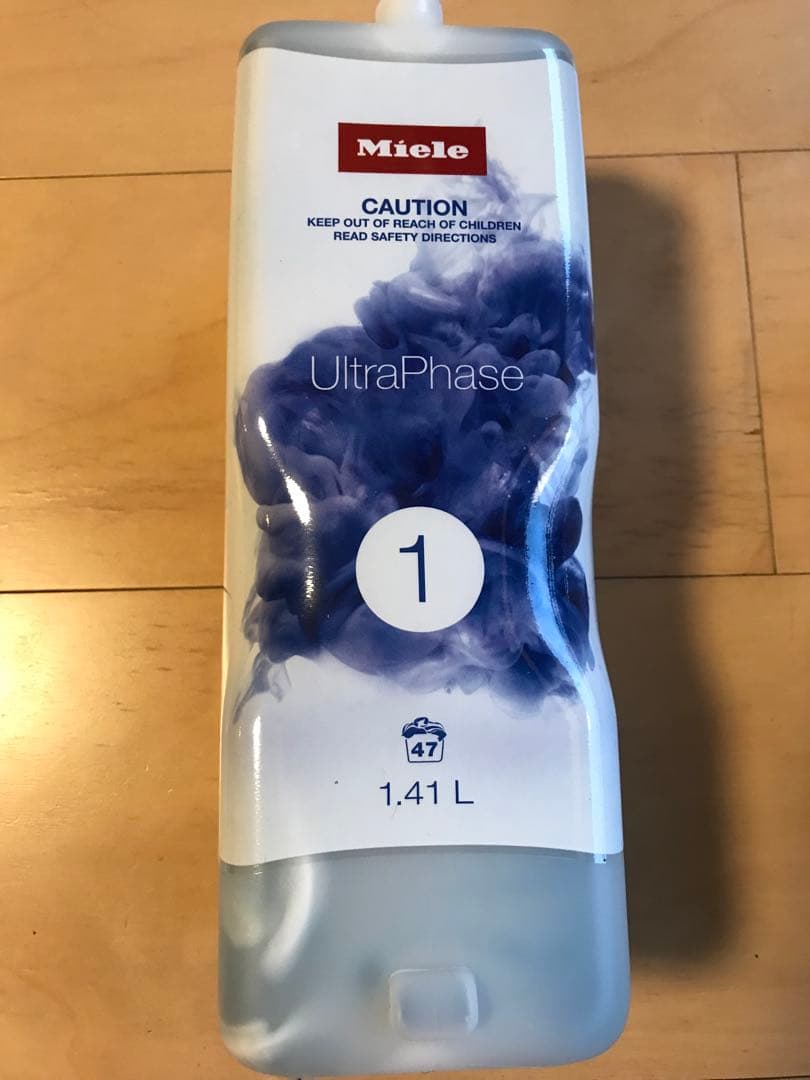 Miele
CAUTION
KEEP OUT OF REACH OF CHILDREN
READ SAFETY DIRECTIONS
UltraPhase
1
47
1.41 L